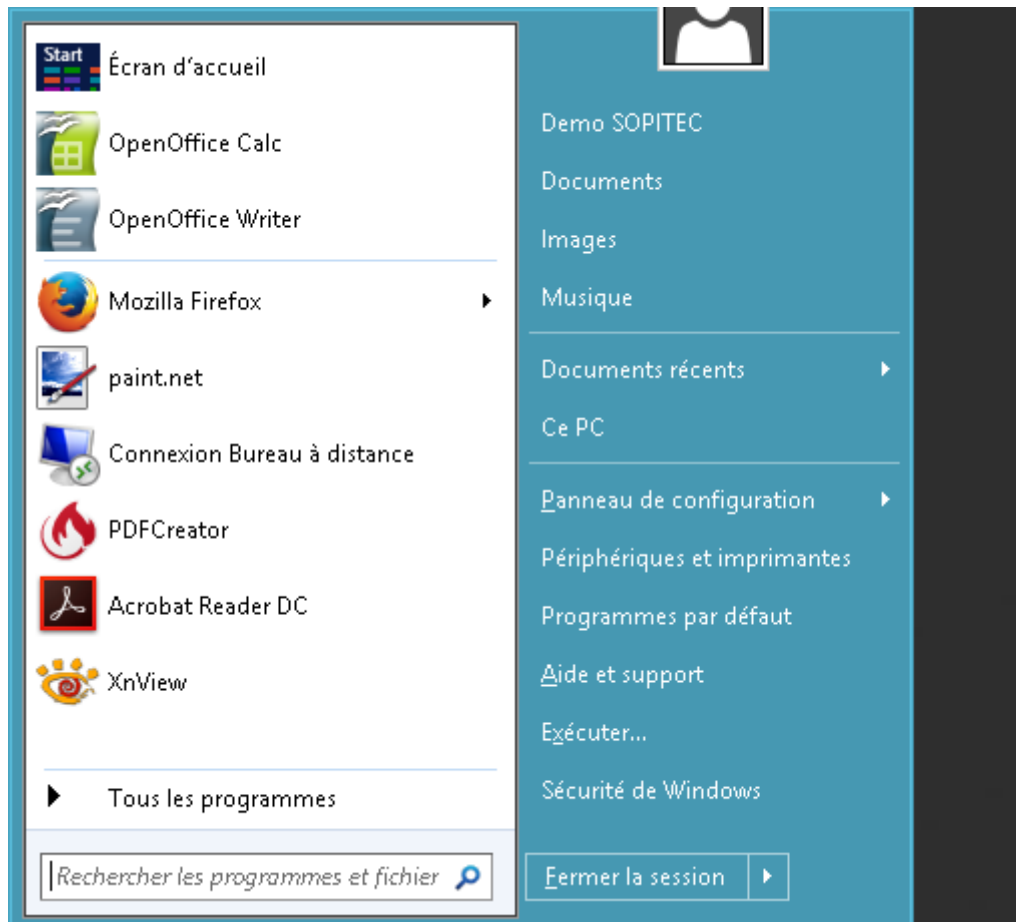 Start
Écran d'accueil
OpenOffice Calc
OpenOffice Writer
Mozilla Firefox
paint.net
Connexion Bureau à distance
PDFCreator
Acrobat Reader DC
XnView
Tous les programmes
Rechercher les programmes et fichier
Demo SOPITEC
Documents
Images
Musique
Documents récents
Ce PC
Panneau de configuration
Périphériques et imprimantes
Programmes par défaut
Aide et support
Exécuter...
Sécurité de Windows
Fermer la session